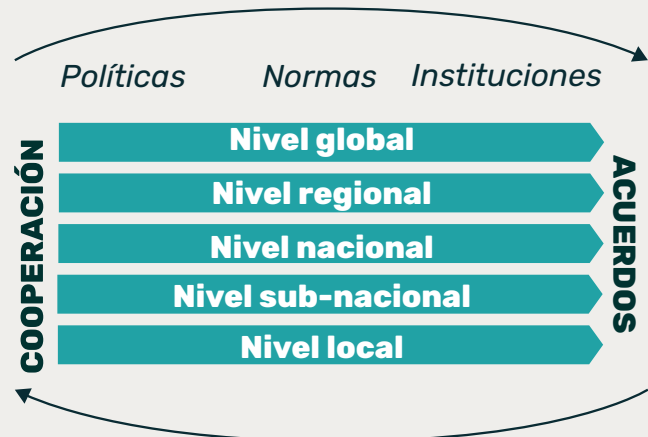 Políticas Normas Instituciones
COOPERACIÓN
Nivel global
Nivel regional
Nivel nacional
Nivel sub-nacional
Nivel local
ACUERDOS